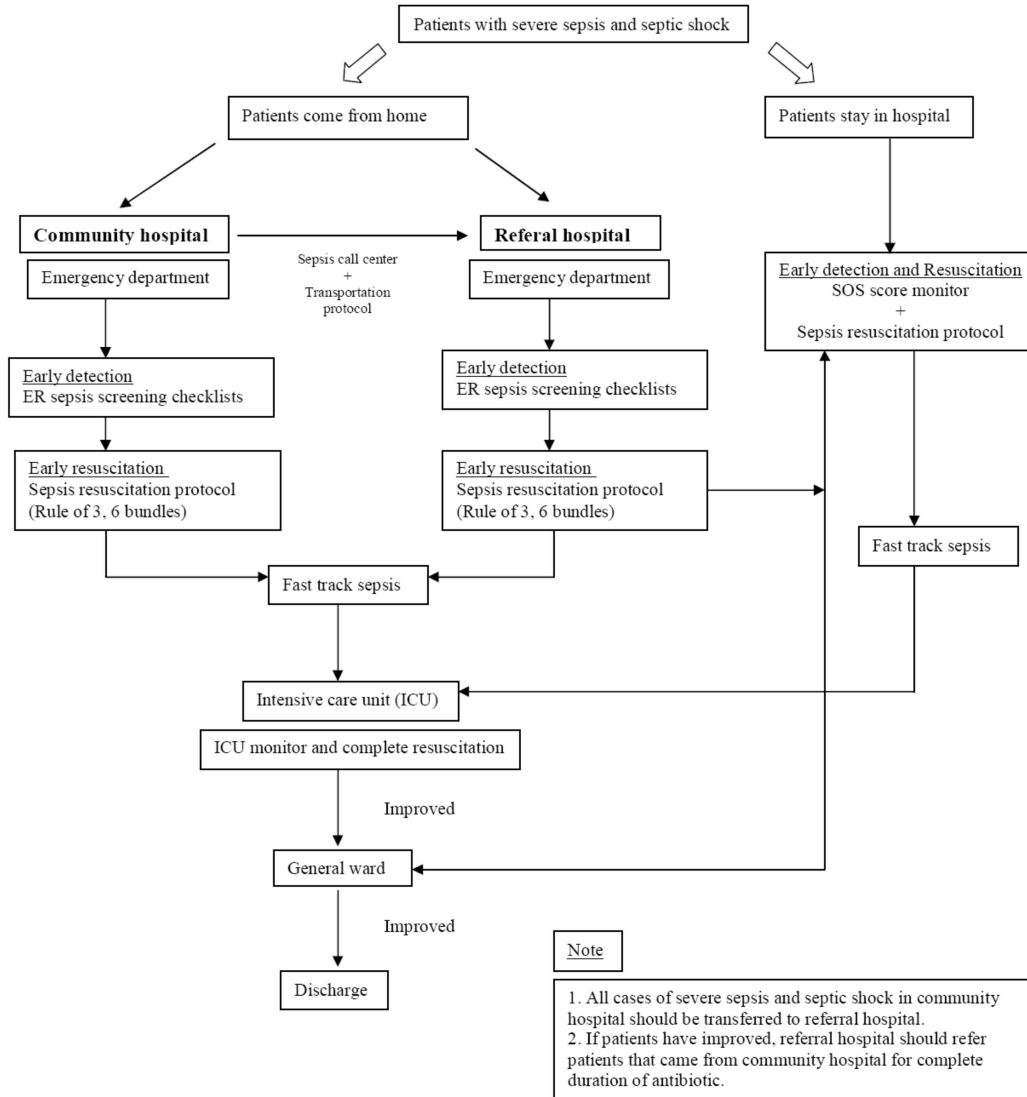 Patients with severe sepsis and septic shock
Patients come from home
Patients stay in hospital
Community hospital
Referal hospital
Emergency department
Sepsis call center
+
Transportation
protocol
Emergency department
Early detection and Resuscitation
SOS score monitor
+
Sepsis resuscitation protocol
Early detection
ER sepsis screening checklists
Early detection
ER sepsis screening checklists
Early resuscitation
Sepsis resuscitation protocol
(Rule of 3, 6 bundles)
Early resuscitation
Sepsis resuscitation protocol
(Rule of 3, 6 bundles)
Fast track sepsis
Fast track sepsis
Intensive care unit (ICU)
ICU monitor and complete resuscitation
Improved
General ward
Improved
Discharge
Note
1. All cases of severe sepsis and septic shock in community
hospital should be transferred to referral hospital.
2. If patients have improved, referral hospital should refer
patients that came from community hospital for complete
duration of antibiotic.